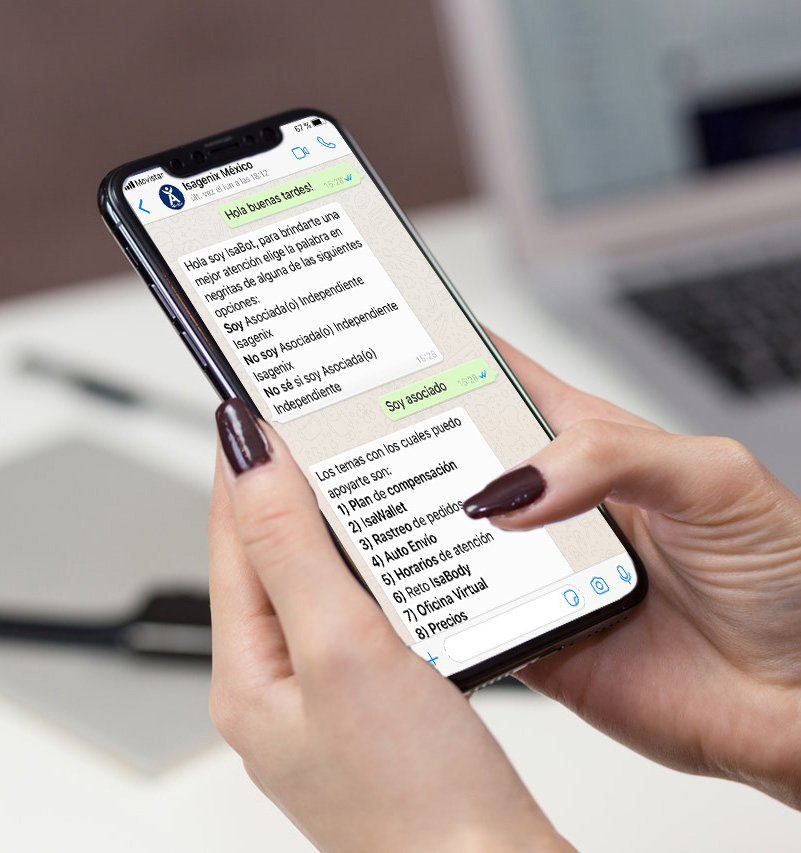 Movistar
67 %
Isagenix México
últ. vez el lun a las 18:12
Hola buenas tardes!
15:28
Hola soy IsaBot, para brindarte una
mejor atención elige la palabra en
negritas de alguna de las siguientes
opciones:
Soy Asociada(o) Independiente
Isagenix
No soy Asociada(o) Independiente
Isagenix
No sé si soy Asociada(o)
Independiente
15:28
Soy asociado
15:28
Los temas con los cuales puedo
apoyarte son:
1) Plan de compensación
2) IsaWallet
3) Rastreo de pedidos
4) Auto Envío
5) Horarios de atención
6) Reto IsaBody
7) Oficina Virtual
8) Precios